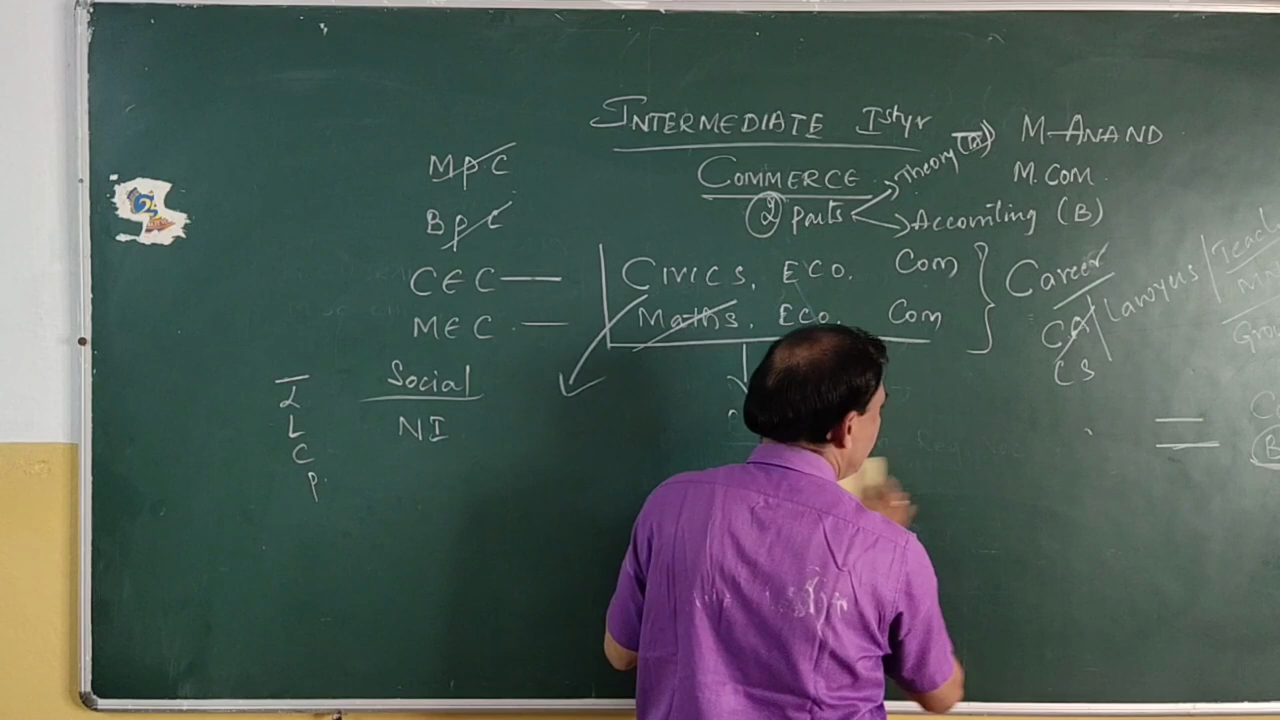 INTERMEDIATE Ist yr
M. ANAND
COMMERCE
M.COM.
2 parts
Theory (A)
Accounting (B)
MPC
BPC
CEC — CIVICS, ECO. Com
MEC — Maths, ECO. Com
Career
CA / Lawyers /
CS
Social
NI
I
L
C
P.